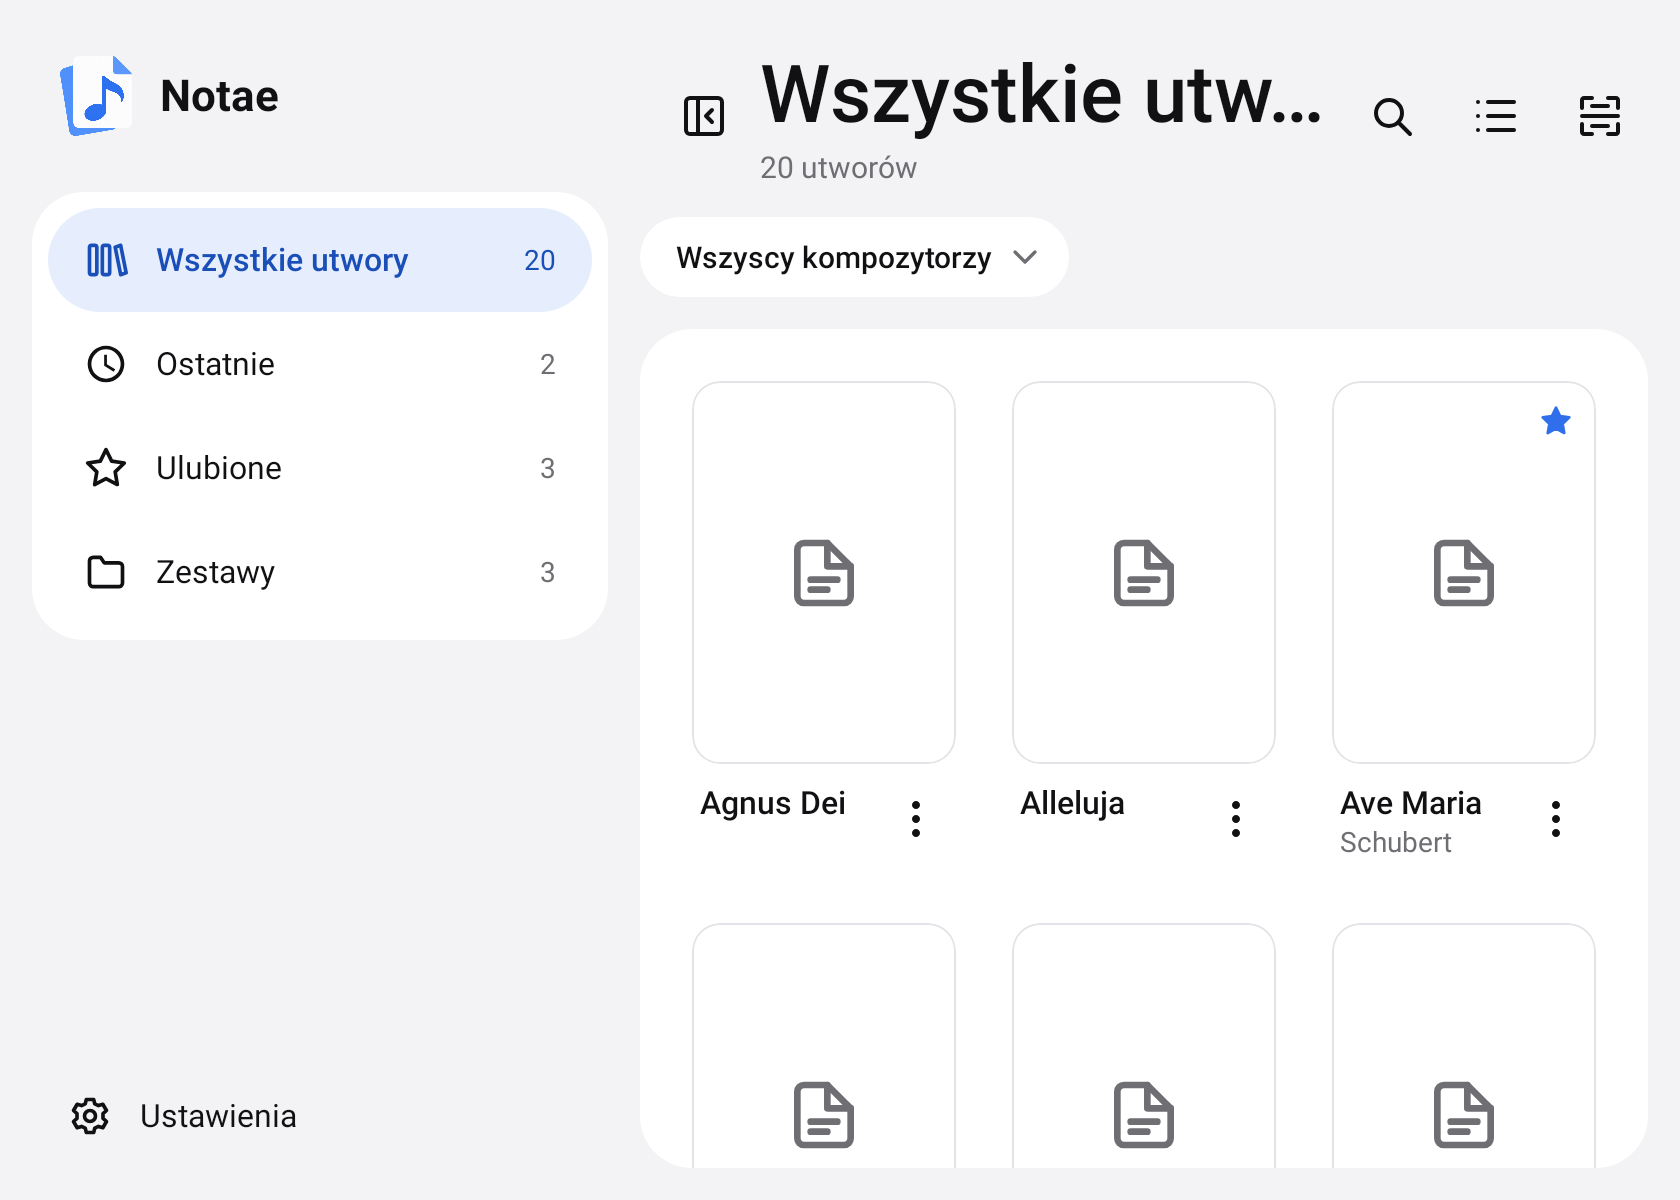 Notae
Wszystkie utwory 20
Ostatnie 2
Ulubione 3
Zestawy 3
Ustawienia
Wszystkie utw...
20 utworów
Wszyscy kompozytorzy
Agnus Dei
Alleluja
Ave Maria
Schubert